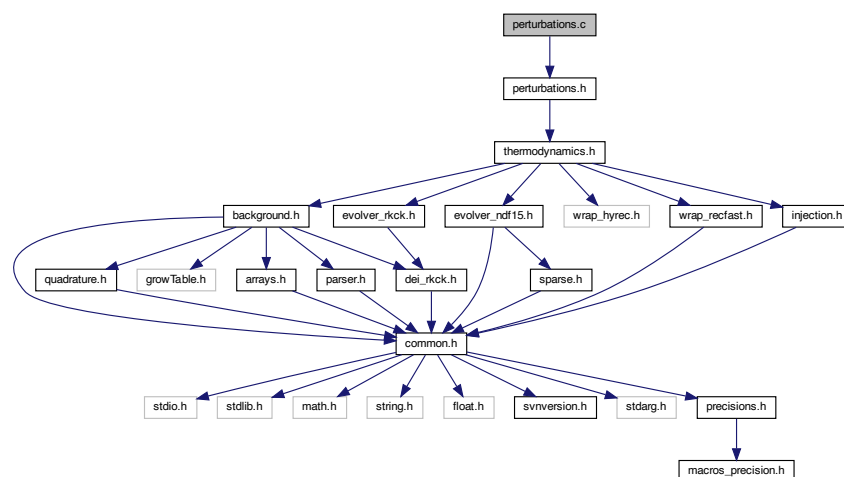 perturbations.c
perturbations.h
thermodynamics.h
background.h
evolver_rkck.h
evolver_ndf15.h
wrap_hyrec.h
wrap_recfast.h
injection.h
quadrature.h
growTable.h
arrays.h
parser.h
dei_rkck.h
sparse.h
common.h
stdio.h
stdlib.h
math.h
string.h
float.h
svnversion.h
stdarg.h
precisions.h
macros_precision.h